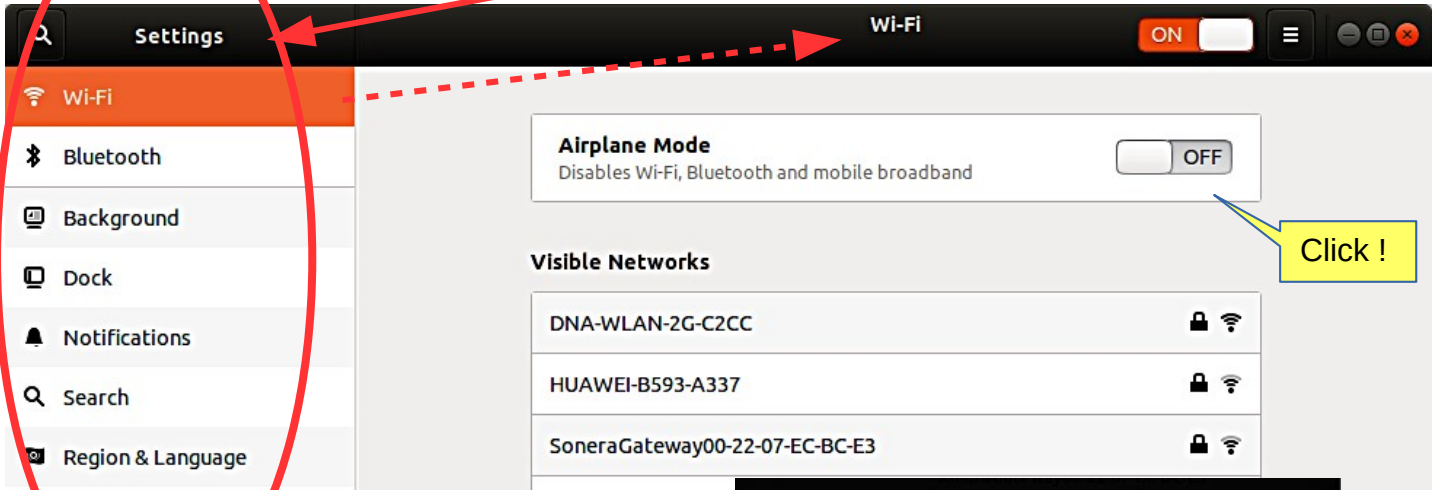 Settings
Wi-Fi
ON
Wi-Fi
Bluetooth
Background
Dock
Notifications
Search
Region & Language
Airplane Mode
Disables Wi-Fi, Bluetooth and mobile broadband
OFF
Click !
Visible Networks
DNA-WLAN-2G-C2CC
HUAWEI-B593-A337
SoneraGateway00-22-07-EC-BC-E3